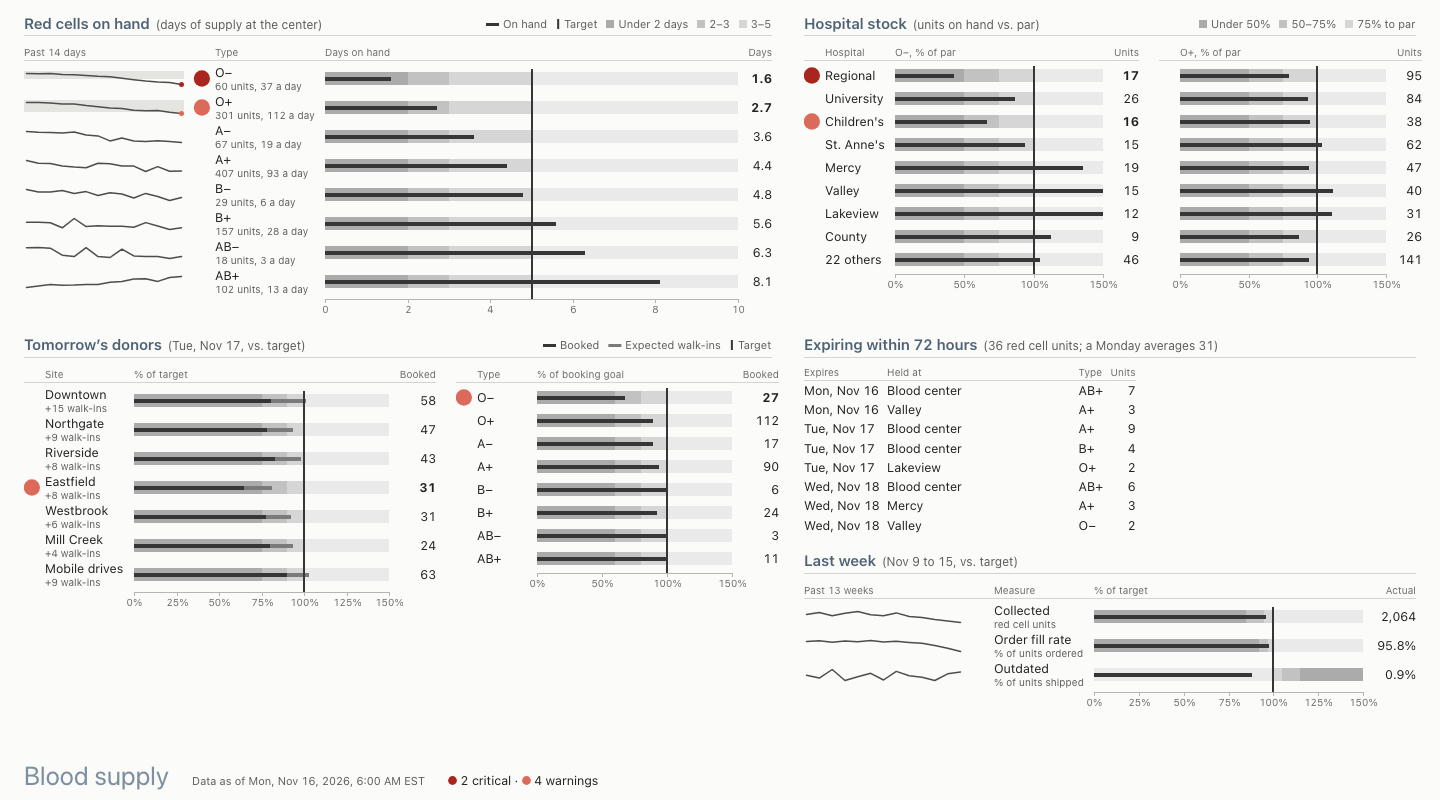 Red cells on hand (days of supply at the center)
On hand Target Under 2 days 2–3 3–5
Past 14 days Type Days on hand Days
O−
60 units, 37 a day
1.6
O+
301 units, 112 a day
2.7
A−
67 units, 19 a day
3.6
A+
407 units, 93 a day
4.4
B−
29 units, 6 a day
4.8
B+
157 units, 28 a day
5.6
AB−
18 units, 3 a day
6.3
AB+
102 units, 13 a day
8.1
0 2 4 6 8 10
Hospital stock (units on hand vs. par)
Under 50% 50–75% 75% to par
Hospital O−, % of par Units O+, % of par Units
Regional 17 95
University 26 84
Children's 16 38
St. Anne's 15 62
Mercy 19 47
Valley 15 40
Lakeview 12 31
County 9 26
22 others 46 141
0% 50% 100% 150% 0% 50% 100% 150%
Tomorrow’s donors (Tue, Nov 17, vs. target)
Booked Expected walk-ins Target
Site % of target Booked
Downtown
+15 walk-ins
58
Northgate
+9 walk-ins
47
Riverside
+8 walk-ins
43
Eastfield
+8 walk-ins
31
Westbrook
+6 walk-ins
31
Mill Creek
+4 walk-ins
24
Mobile drives
+9 walk-ins
63
0% 25% 50% 75% 100% 125% 150%
Type % of booking goal Booked
O− 27
O+ 112
A− 17
A+ 90
B− 6
B+ 24
AB− 3
AB+ 11
0% 50% 100% 150%
Expiring within 72 hours (36 red cell units; a Monday averages 31)
Expires Held at Type Units
Mon, Nov 16 Blood center AB+ 7
Mon, Nov 16 Valley A+ 3
Tue, Nov 17 Blood center A+ 9
Tue, Nov 17 Blood center B+ 4
Tue, Nov 17 Lakeview O+ 2
Wed, Nov 18 Blood center AB+ 6
Wed, Nov 18 Mercy A+ 3
Wed, Nov 18 Valley O− 2
Last week (Nov 9 to 15, vs. target)
Past 13 weeks Measure % of target Actual
Collected
red cell units
2,064
Order fill rate
% of units ordered
95.8%
Outdated
% of units shipped
0.9%
0% 25% 50% 75% 100% 125% 150%
Blood supply Data as of Mon, Nov 16, 2026, 6:00 AM EST 2 critical · 4 warnings